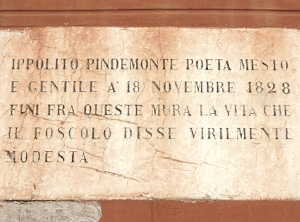 IPPOLITO PINDEMONTE POETA MESTO
E GENTILE A' 18 NOVEMBRE 1828
FINÌ FRA QUESTE MURA LA VITA CHE
IL FOSCOLO DISSE VIRILMENTE
MODESTA